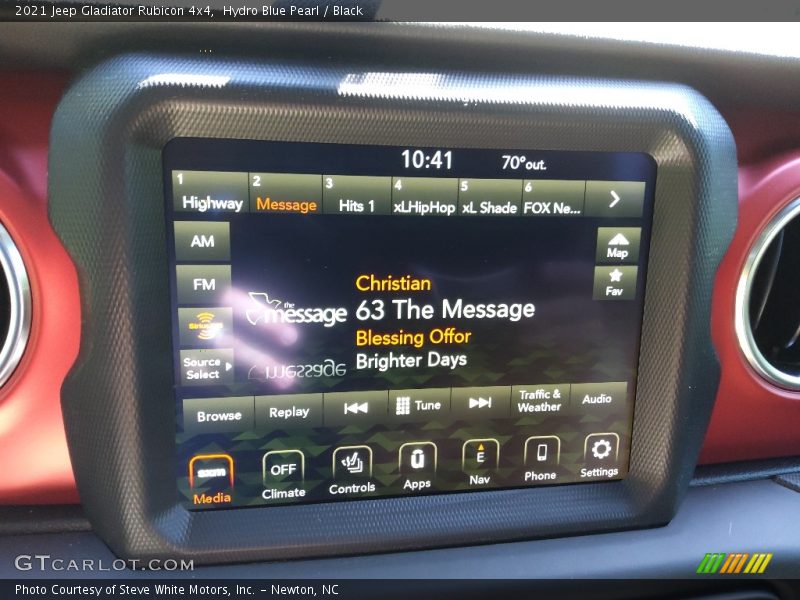 2021 Jeep Gladiator Rubicon 4x4,  Hydro Blue Pearl / Black
10:41 70°out.
1 Highway 2 Message 3 Hits 1 4 xLHipHop 5 xL Shade 6 FOX Ne...
AM
Map
FM
Fav
Christian
the message 63 The Message
SiriusXM
Blessing Offor
Brighter Days
Source Select
Browse Replay Tune Traffic & Weather Audio
sxm OFF E
Media Climate Controls Apps Nav Phone Settings
GTCARLOT.COM
Photo Courtesy of Steve White Motors, Inc. – Newton, NC